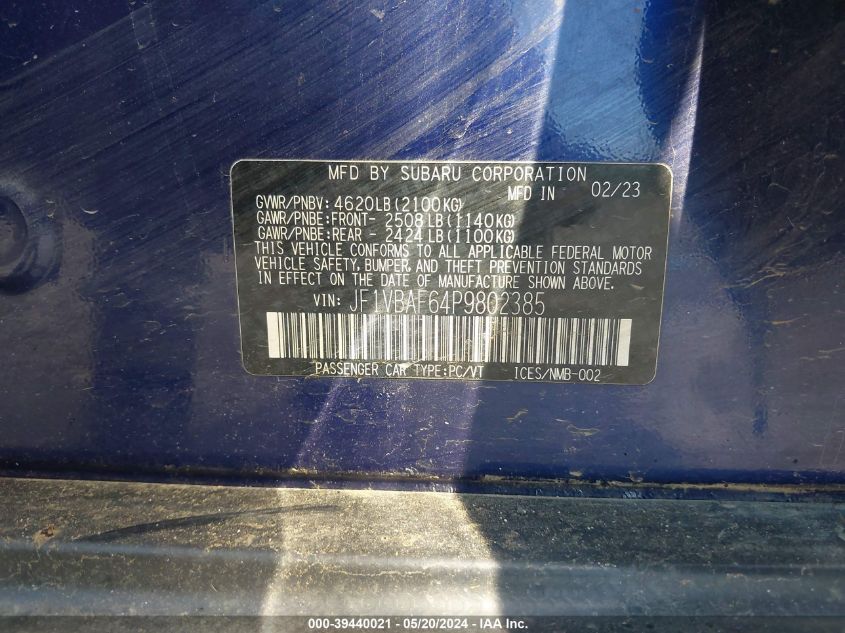 MFD BY SUBARU CORPORATION
MFD IN 02/23
GVWR/PNBV: 4620LB(2100KG)
GAWR/PNBE:FRONT- 2508LB(1140KG)
GAWR/PNBE:REAR - 2424LB(1100KG)
THIS VEHICLE CONFORMS TO ALL APPLICABLE FEDERAL MOTOR
VEHICLE SAFETY, BUMPER, AND THEFT PREVENTION STANDARDS
IN EFFECT ON THE DATE OF MANUFACTURE SHOWN ABOVE.
VIN: JF1VBAF64P9802385
PASSENGER CAR TYPE:PC/VT ICES/NMB-002
000-39440021 - 05/20/2024 - IAA Inc.